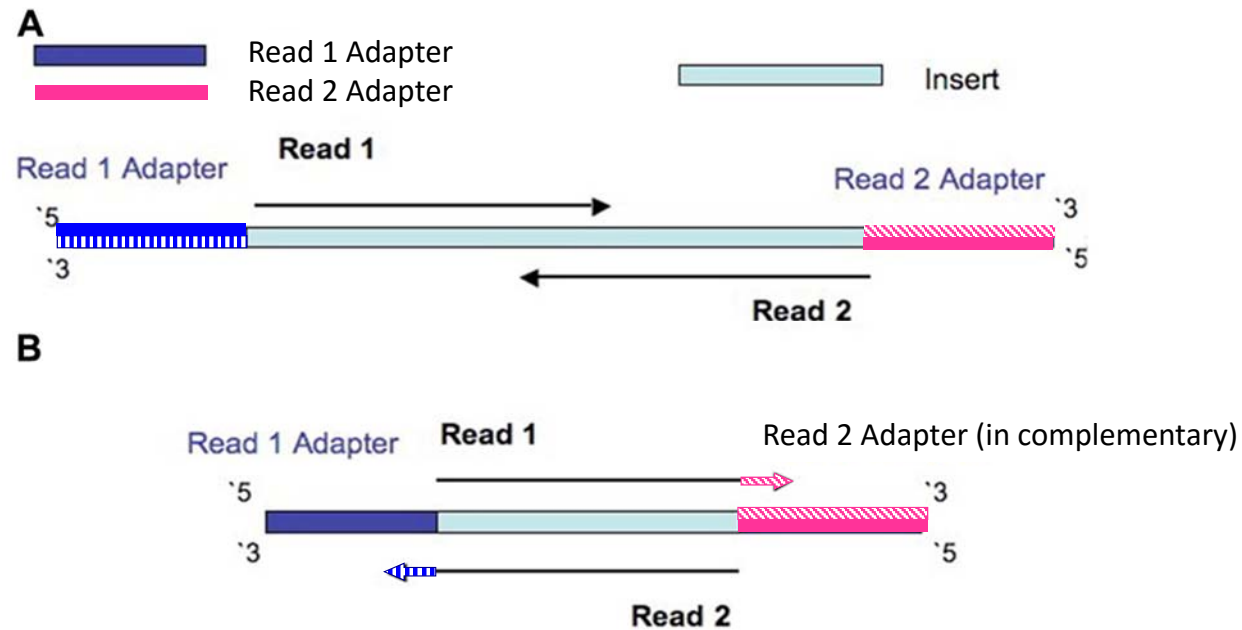 A
Read 1 Adapter
Read 2 Adapter
Insert
Read 1
Read 1 Adapter
Read 2 Adapter
`5
`3
`3
`5
Read 2
B
Read 1 Adapter
Read 1
Read 2 Adapter (in complementary)
`5
`3
`3
`5
Read 2